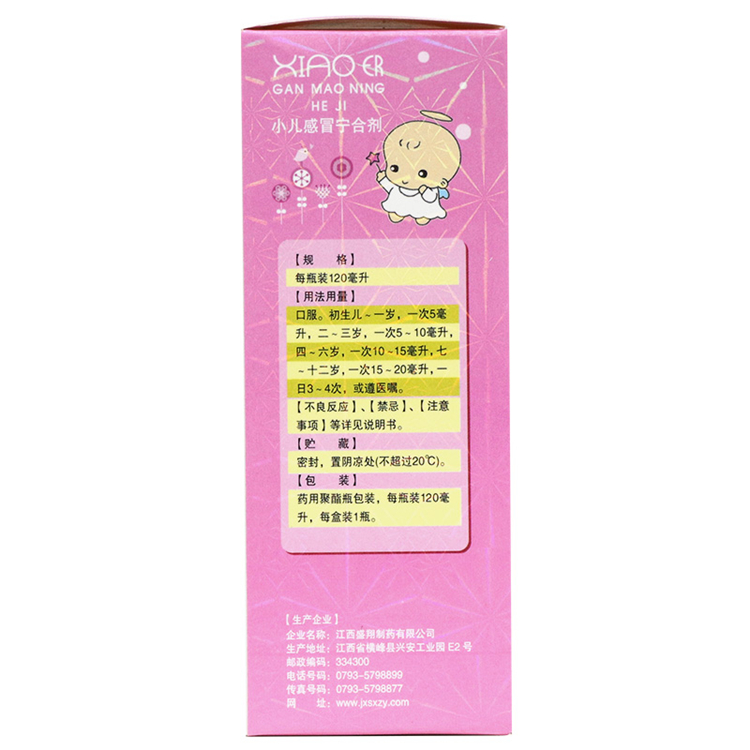 XIAO ER
GAN MAO NING
HE JI
小儿感冒宁合剂
【规 格】
每瓶装120毫升
【用法用量】
口服。初生儿~一岁，一次5毫
升，二~三岁，一次5~10毫升，
四~六岁，一次10~15毫升，七
~十二岁，一次15~20毫升，一
日3~4次，或遵医嘱。
【不良反应】、【禁忌】、【注意
事项】等详见说明书。
【贮 藏】
密封，置阴凉处(不超过20℃)。
【包 装】
药用聚酯瓶包装，每瓶装120毫
升，每盒装1瓶。
【生产企业】
企业名称：江西盛翔制药有限公司
生产地址：江西省横峰县兴安工业园 E2 号
邮政编码：334300
电话号码：0793-5798899
传真号码：0793-5798877
网 址：www.jxsxzy.com